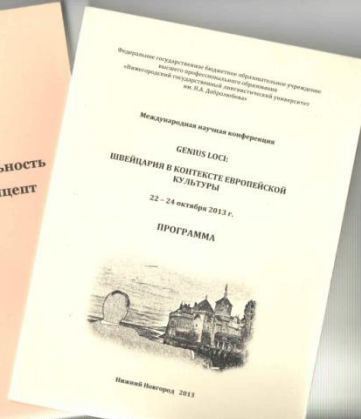 ьность
цепт
Федеральное государственное бюджетное образовательное учреждение
высшего профессионального образования
«Нижегородский государственный лингвистический университет
им. Н.А. Добролюбова»
Международная научная конференция
GENIUS LOCI:
ШВЕЙЦАРИЯ В КОНТЕКСТЕ ЕВРОПЕЙСКОЙ
КУЛЬТУРЫ
22 – 24 октября 2013 г.
ПРОГРАММА
Нижний Новгород 2013